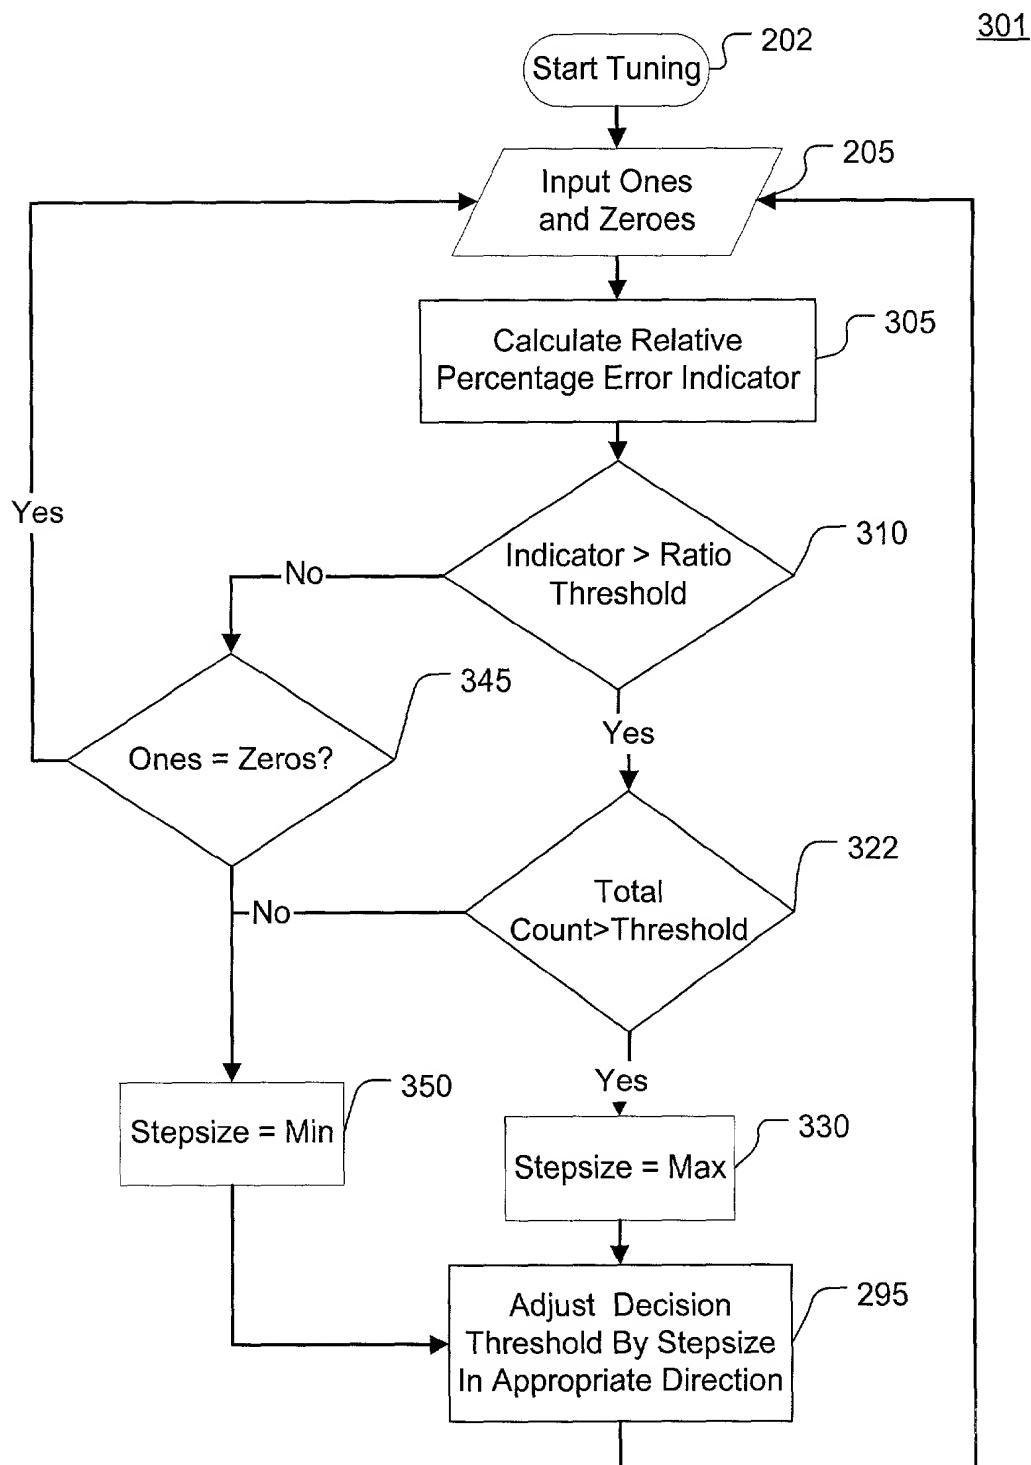 301
Start Tuning
202
Input Ones
and Zeroes
205
Calculate Relative
Percentage Error Indicator
305
Yes
Indicator > Ratio
Threshold
310
No
Ones = Zeros?
345
Yes
Total
Count>Threshold
322
No
Yes
Stepsize = Min
350
Stepsize = Max
330
Adjust Decision
Threshold By Stepsize
In Appropriate Direction
295